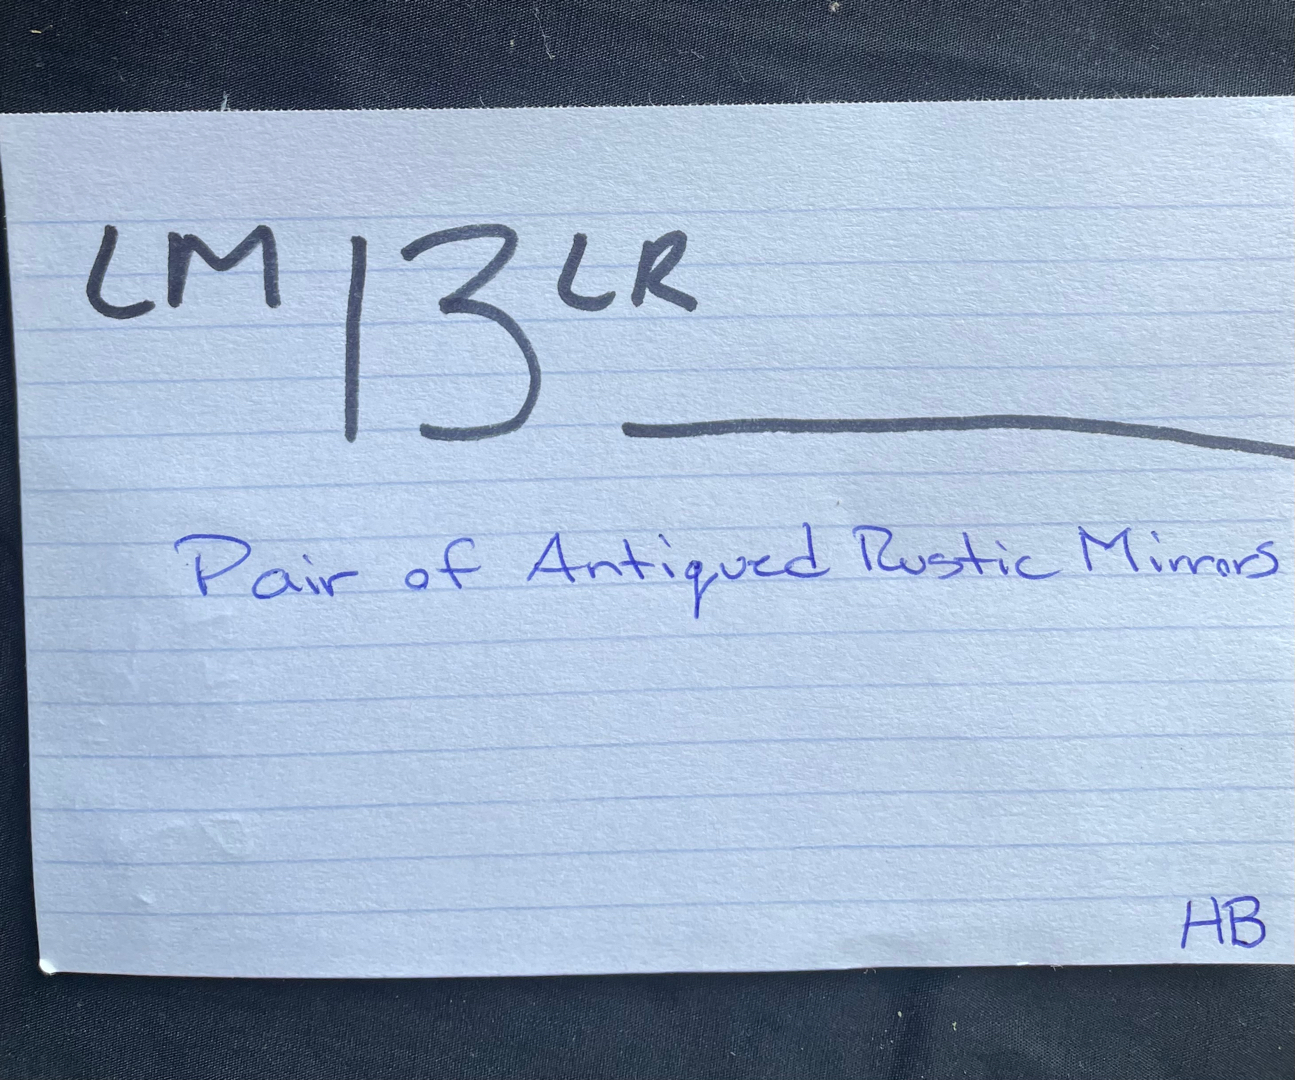 LM 13 LR
Pair of Antiqued Rustic Mirrors
HB